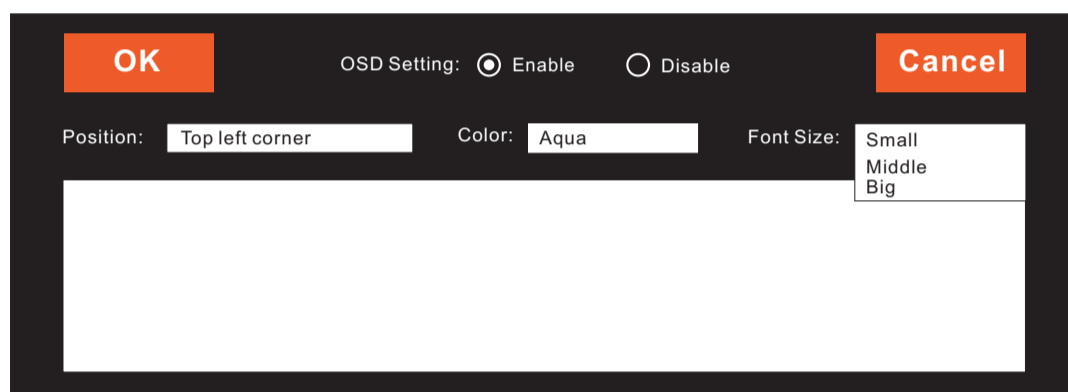 OK
OSD Setting: Enable Disable
Cancel
Position: Top left corner
Color: Aqua
Font Size: Small
Middle
Big